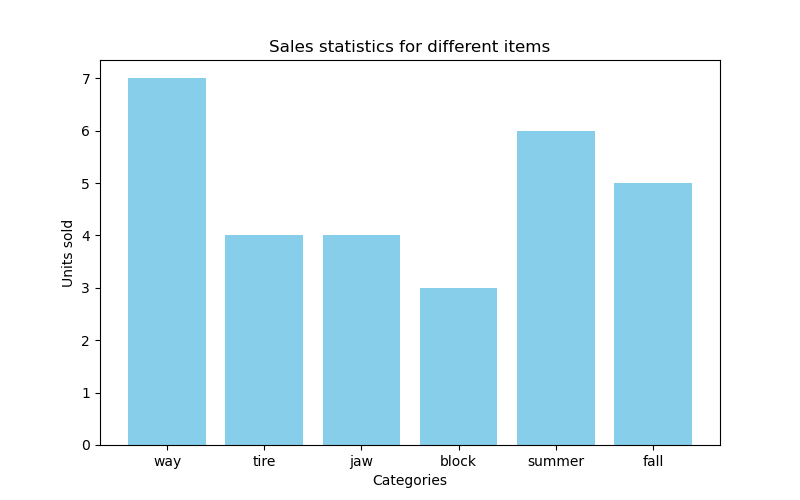 Sales statistics for different items
7
6
5
4
3
2
1
0
Units sold
way tire jaw block summer fall
Categories